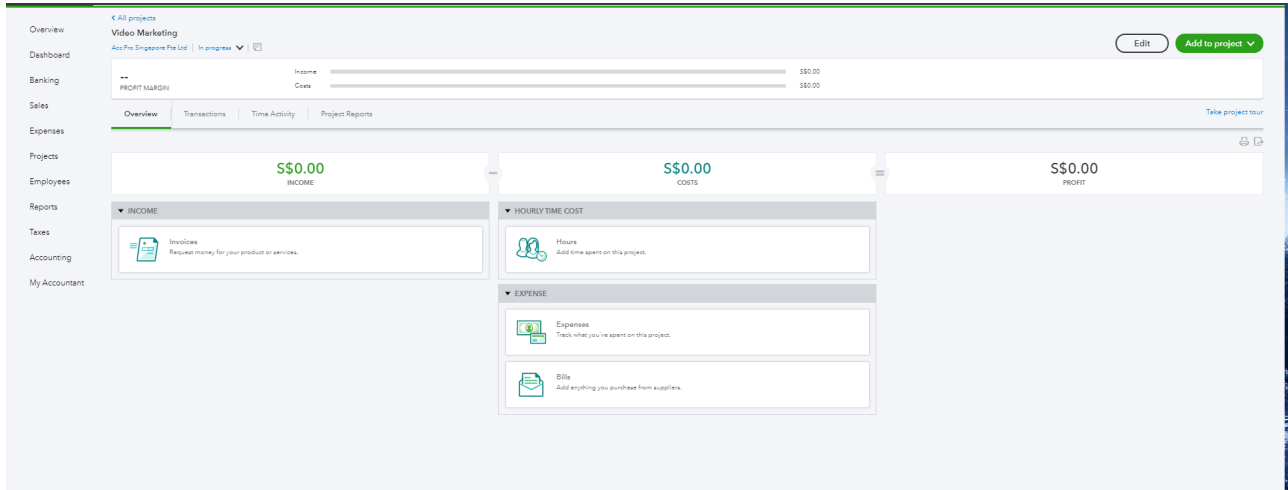 Overview
Dashboard
Banking
Sales
Expenses
Projects
Employees
Reports
Taxes
Accounting
My Accountant
All projects
Video Marketing
Acc Pro Singapore Pte Ltd | In progress
Edit
Add to project
--
PROFIT MARGIN
Income S$0.00
Costs S$0.00
Overview Transactions Time Activity Project Reports
Take project tour
S$0.00
INCOME
–
S$0.00
COSTS
=
S$0.00
PROFIT
INCOME
Invoices
Request money for your product or services.
HOURLY TIME COST
Hours
Add time spent on this project.
EXPENSE
Expenses
Track what you've spent on this project.
Bills
Add anything you purchase from suppliers.